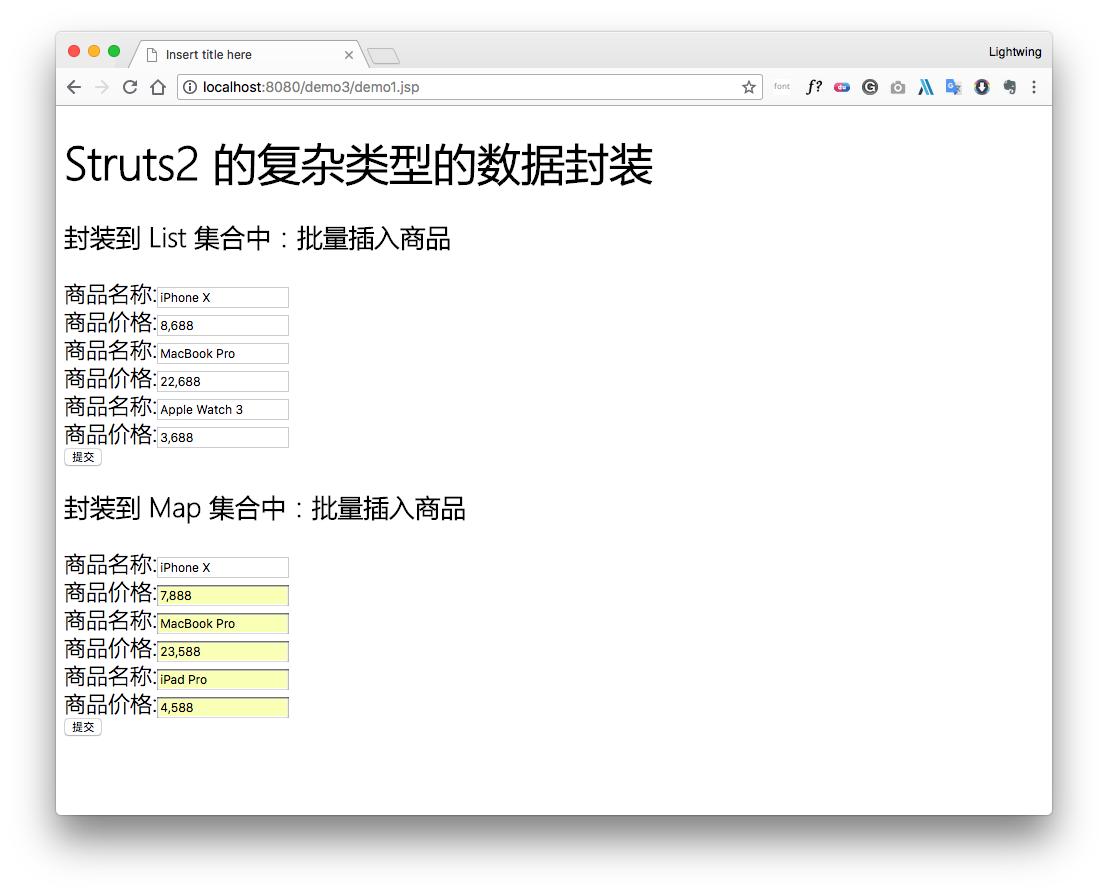 Insert title here
Lightwing
localhost:8080/demo3/demo1.jsp
font f? du G
Struts2 的复杂类型的数据封装
封装到 List 集合中：批量插入商品
商品名称:iPhone X
商品价格:8,688
商品名称:MacBook Pro
商品价格:22,688
商品名称:Apple Watch 3
商品价格:3,688
提交
封装到 Map 集合中：批量插入商品
商品名称:iPhone X
商品价格:7,888
商品名称:MacBook Pro
商品价格:23,588
商品名称:iPad Pro
商品价格:4,588
提交